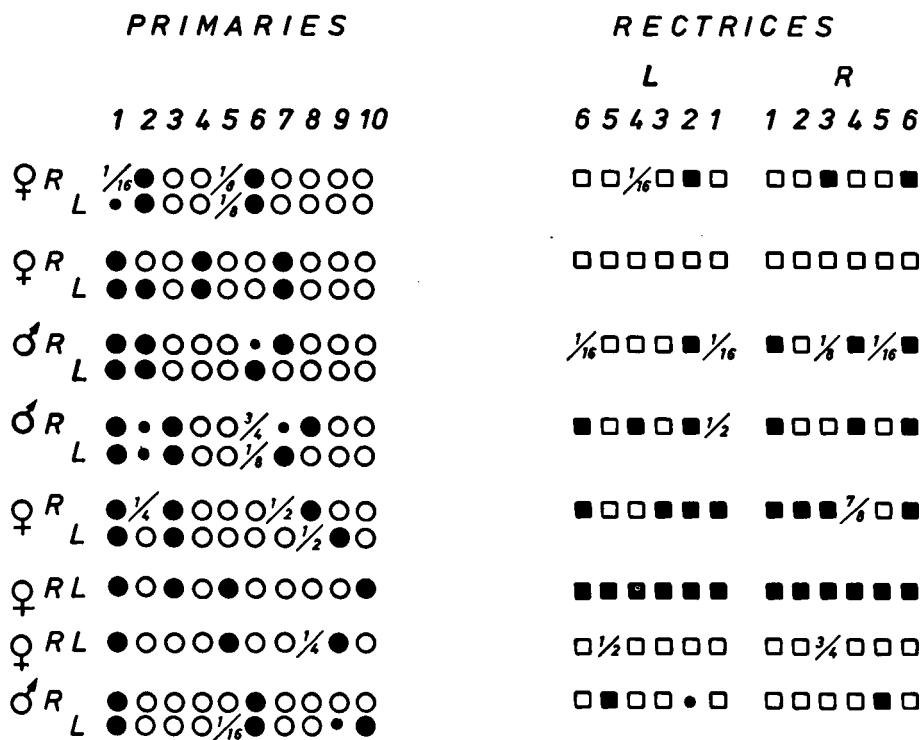 PRIMARIES RECTRICES
L R
1 2 3 4 5 6 7 8 9 10 6 5 4 3 2 1 1 2 3 4 5 6
♀ R 1/16 1/8 1/16
L 1/8
♀ R
L
♂ R 1/16 1/16 1/8 1/16
L
♂ R 3/4 1/2
L 1/8
♀ R 1/4 1/2 7/8
L 1/2
♀ R L
♀ R L 1/4 1/2 3/4
♂ R
L 1/16